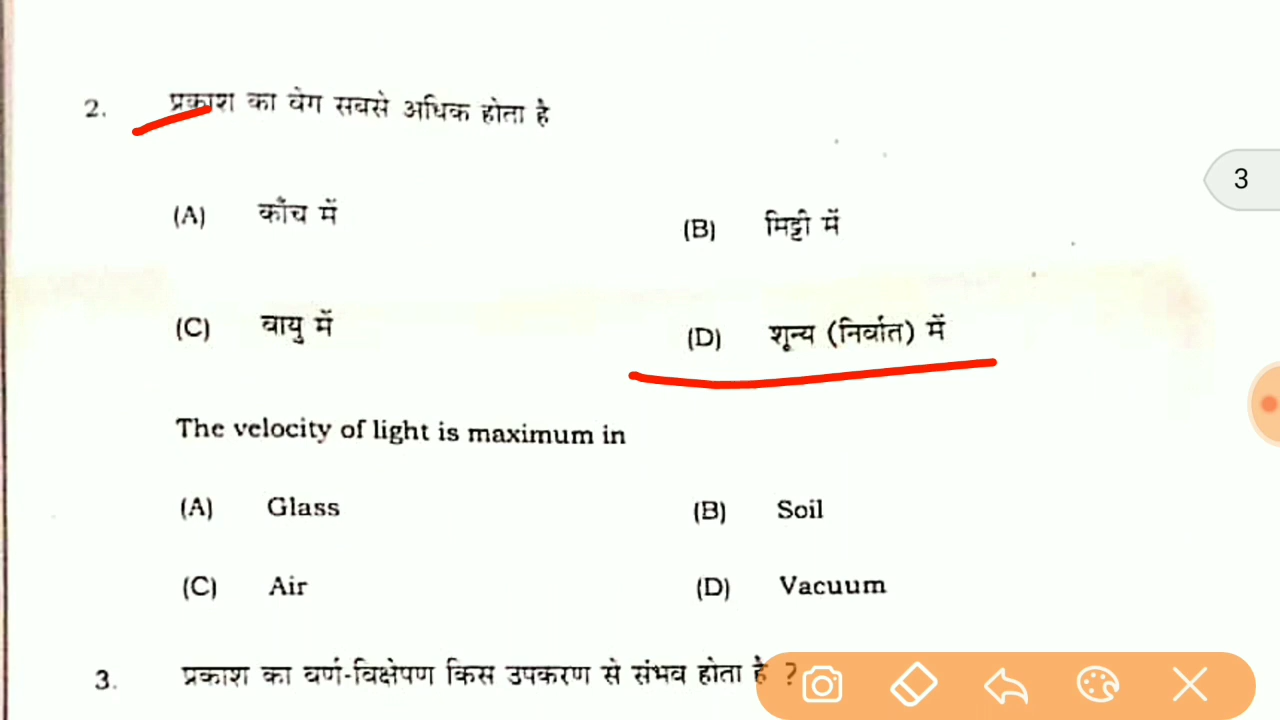 2. प्रकाश का वेग सबसे अधिक होता है
(A) काँच में (B) मिट्टी में
(C) वायु में (D) शून्य (निर्वात) में
The velocity of light is maximum in
(A) Glass (B) Soil
(C) Air (D) Vacuum
3. प्रकाश का वर्ण-विक्षेपण किस उपकरण से संभव होता है ?
3